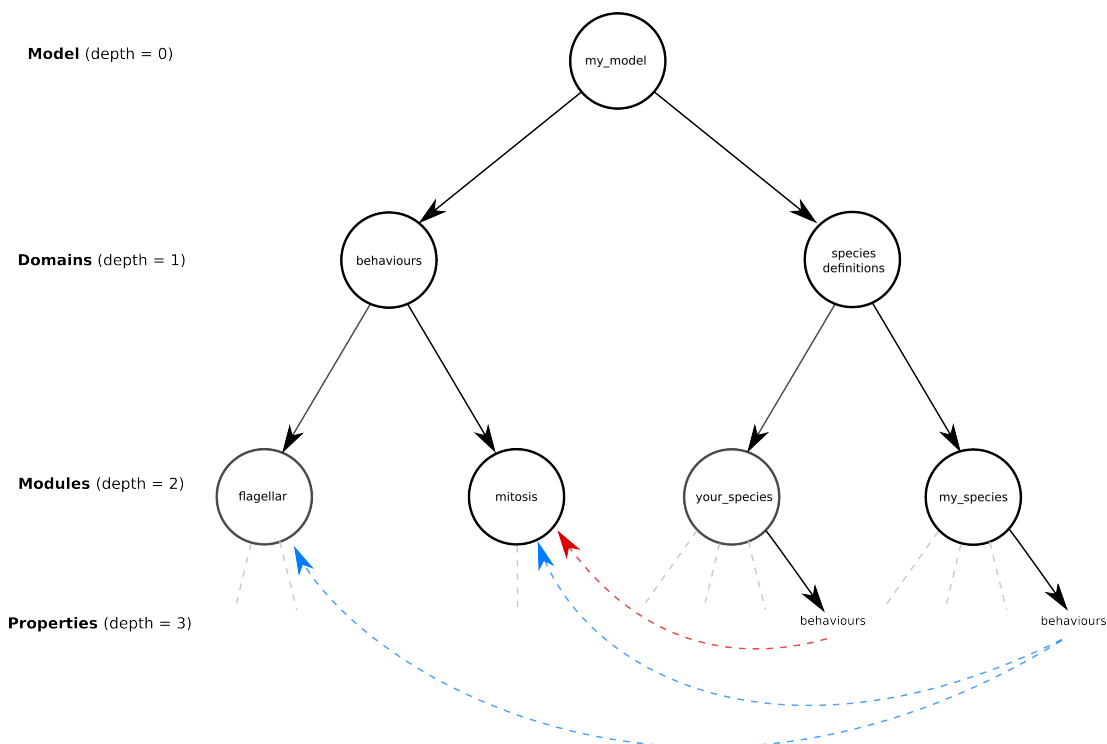 Model (depth = 0)
my_model
Domains (depth = 1)
behaviours
species
definitions
Modules (depth = 2)
flagellar
mitosis
your_species
my_species
Properties (depth = 3)
behaviours
behaviours